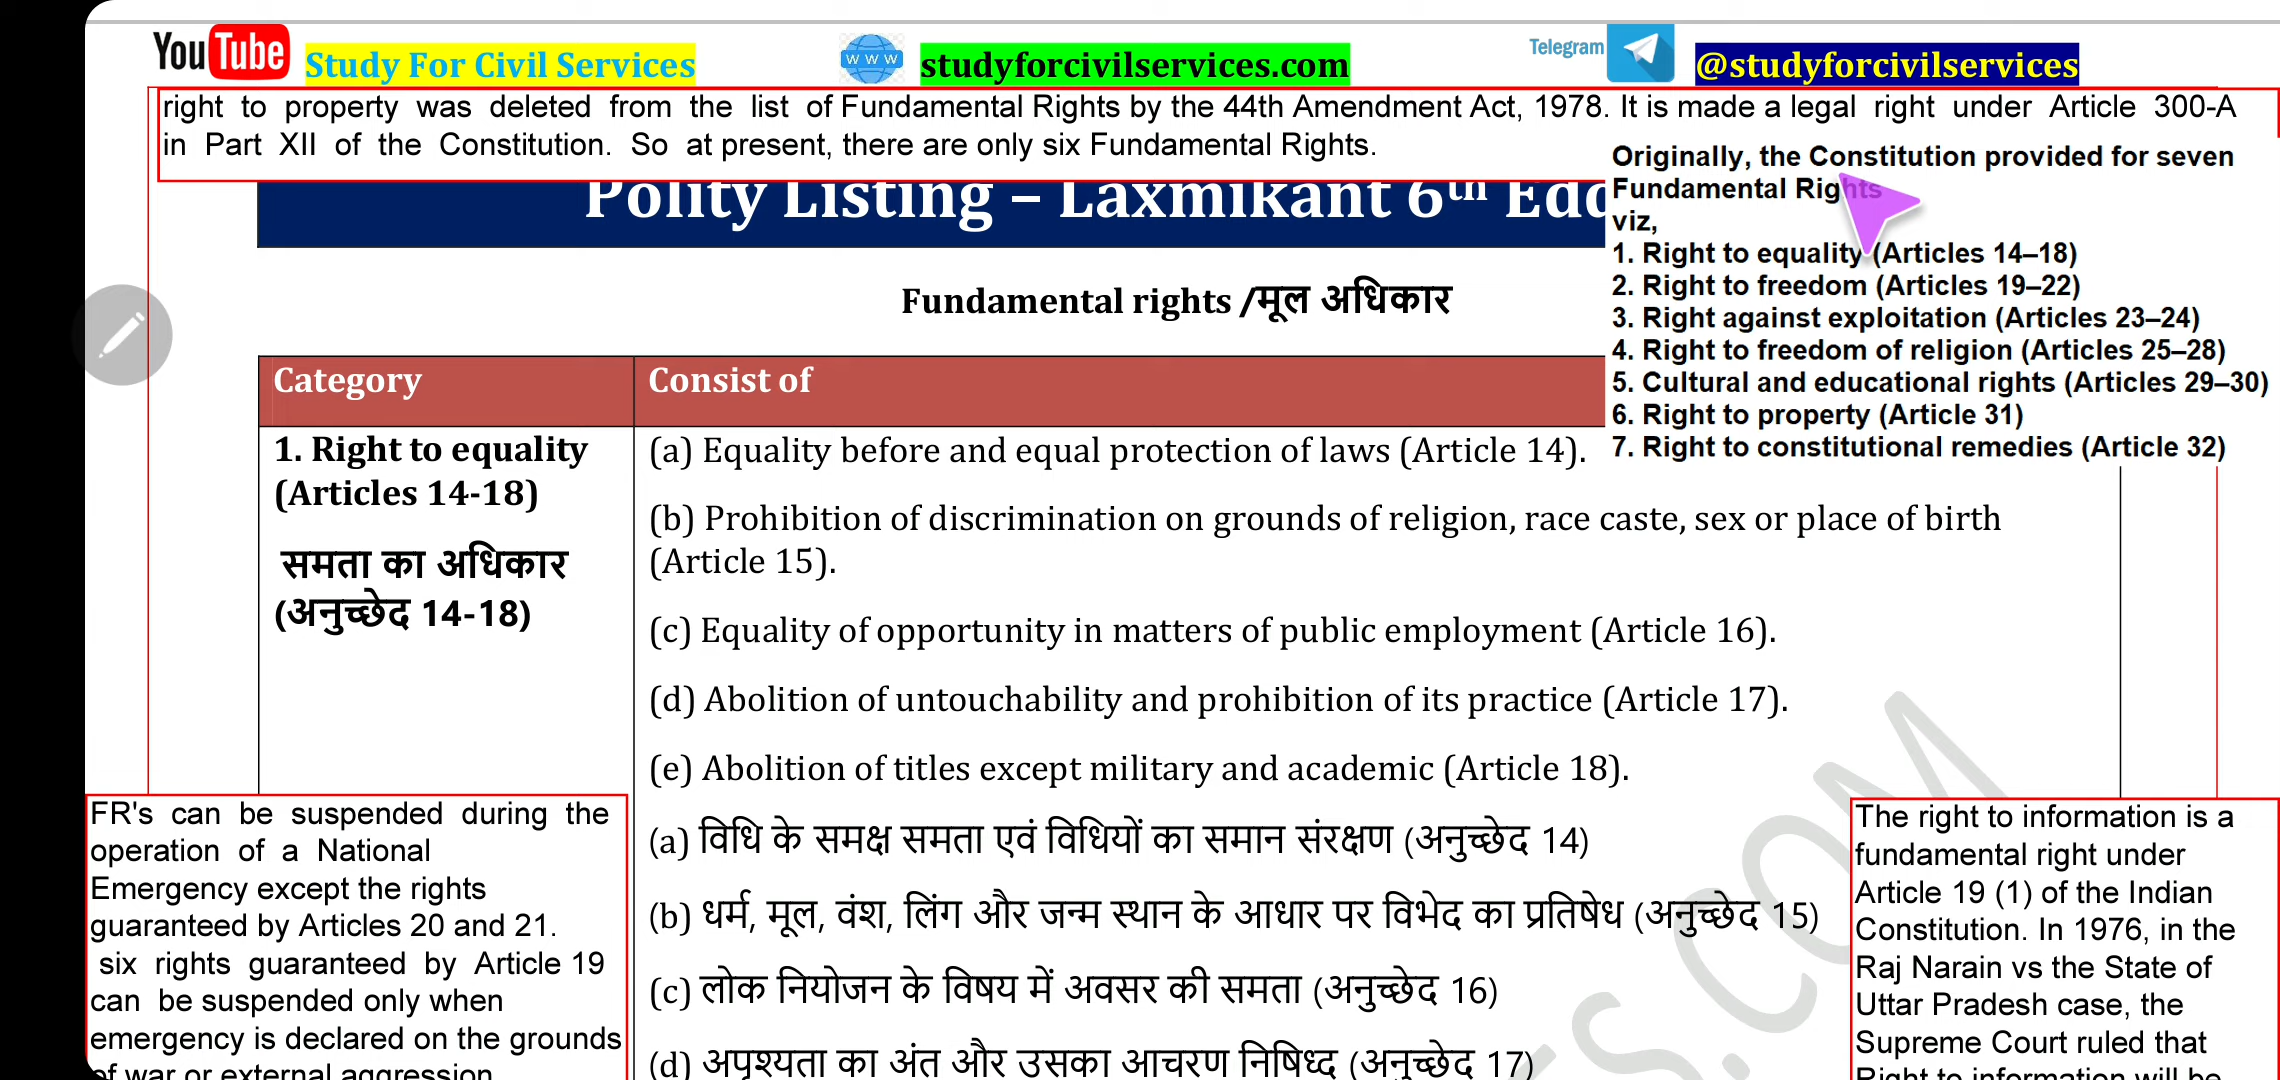 YouTube Study For Civil Services
WWW studyforcivilservices.com
Telegram @studyforcivilservices
right to property was deleted from the list of Fundamental Rights by the 44th Amendment Act, 1978. It is made a legal right under Article 300-A
in Part XII of the Constitution. So at present, there are only six Fundamental Rights.
Originally, the Constitution provided for seven
Fundamental Rights
viz,
1. Right to equality (Articles 14–18)
2. Right to freedom (Articles 19–22)
3. Right against exploitation (Articles 23–24)
4. Right to freedom of religion (Articles 25–28)
5. Cultural and educational rights (Articles 29–30)
6. Right to property (Article 31)
7. Right to constitutional remedies (Article 32)
Polity Listing – Laxmikant 6th
Fundamental rights /मूल अधिकार
Category
Consist of
1. Right to equality
(Articles 14-18)
समता का अधिकार
(अनुच्छेद 14-18)
(a) Equality before and equal protection of laws (Article 14).
(b) Prohibition of discrimination on grounds of religion, race caste, sex or place of birth
(Article 15).
(c) Equality of opportunity in matters of public employment (Article 16).
(d) Abolition of untouchability and prohibition of its practice (Article 17).
(e) Abolition of titles except military and academic (Article 18).
(a) विधि के समक्ष समता एवं विधियों का समान संरक्षण (अनुच्छेद 14)
(b) धर्म, मूल, वंश, लिंग और जन्म स्थान के आधार पर विभेद का प्रतिषेध (अनुच्छेद 15)
(c) लोक नियोजन के विषय में अवसर की समता (अनुच्छेद 16)
(d) अपृश्यता का अंत और उसका आचरण निषिध्द (अनुच्छेद 17)
FR's can be suspended during the
operation of a National
Emergency except the rights
guaranteed by Articles 20 and 21.
six rights guaranteed by Article 19
can be suspended only when
emergency is declared on the grounds
of war or external aggression
The right to information is a
fundamental right under
Article 19 (1) of the Indian
Constitution. In 1976, in the
Raj Narain vs the State of
Uttar Pradesh case, the
Supreme Court ruled that
Right to information will be
S.COM